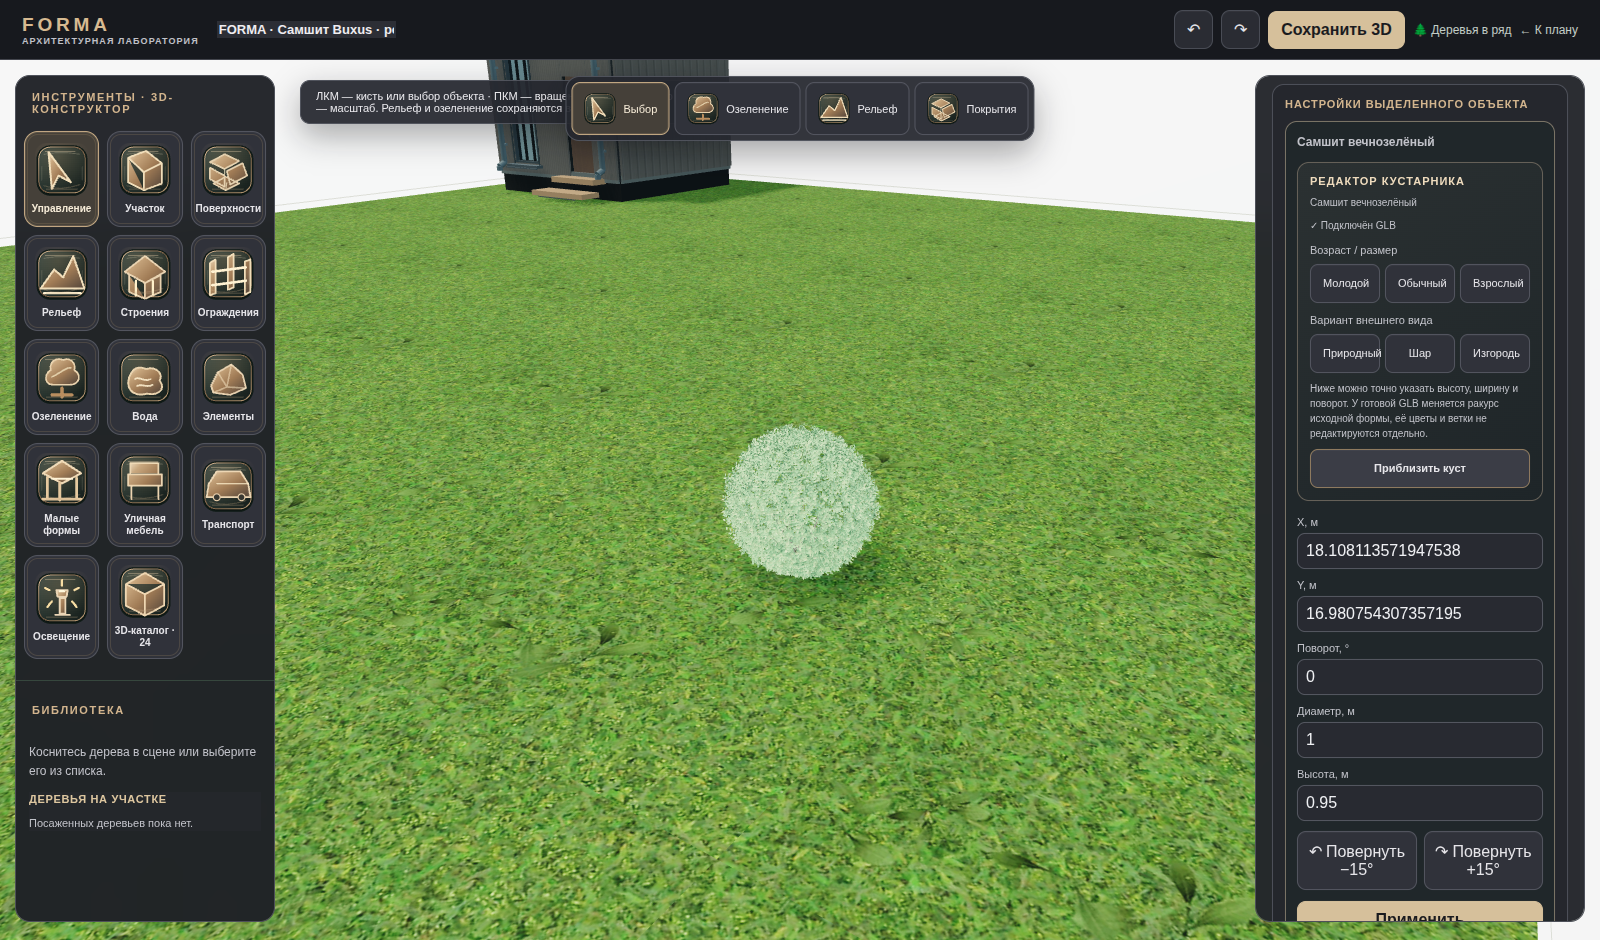 FORMA
АРХИТЕКТУРНАЯ ЛАБОРАТОРИЯ
FORMA · Самшит Buxus ·
↶
↷
Сохранить 3D
🌲 Деревья в ряд
← К плану
ИНСТРУМЕНТЫ · 3D-
КОНСТРУКТОР
Управление
Участок
Поверхности
Рельеф
Строения
Ограждения
Озеленение
Вода
Элементы
Малые
формы
Уличная
мебель
Транспорт
Освещение
3D-каталог ·
24
БИБЛИОТЕКА
Коснитесь дерева в сцене или выберите
его из списка.
ДЕРЕВЬЯ НА УЧАСТКЕ
Посаженных деревьев пока нет.
ЛКМ — кисть или выбор объекта · ПКМ — враще
— масштаб. Рельеф и озеленение сохраняются
Выбор
Озеленение
Рельеф
Покрытия
НАСТРОЙКИ ВЫДЕЛЕННОГО ОБЪЕКТА
Самшит вечнозелёный
РЕДАКТОР КУСТАРНИКА
Самшит вечнозелёный
✓ Подключён GLB
Возраст / размер
Молодой
Обычный
Взрослый
Вариант внешнего вида
Природный
Шар
Изгородь
Ниже можно точно указать высоту, ширину и
поворот. У готовой GLB меняется ракурс
исходной формы, её цветы и ветки не
редактируются отдельно.
Приблизить куст
X, м
18.108113571947538
Y, м
16.980754307357195
Поворот, °
0
Диаметр, м
1
Высота, м
0.95
↶ Повернуть
−15°
↷ Повернуть
+15°
Применить